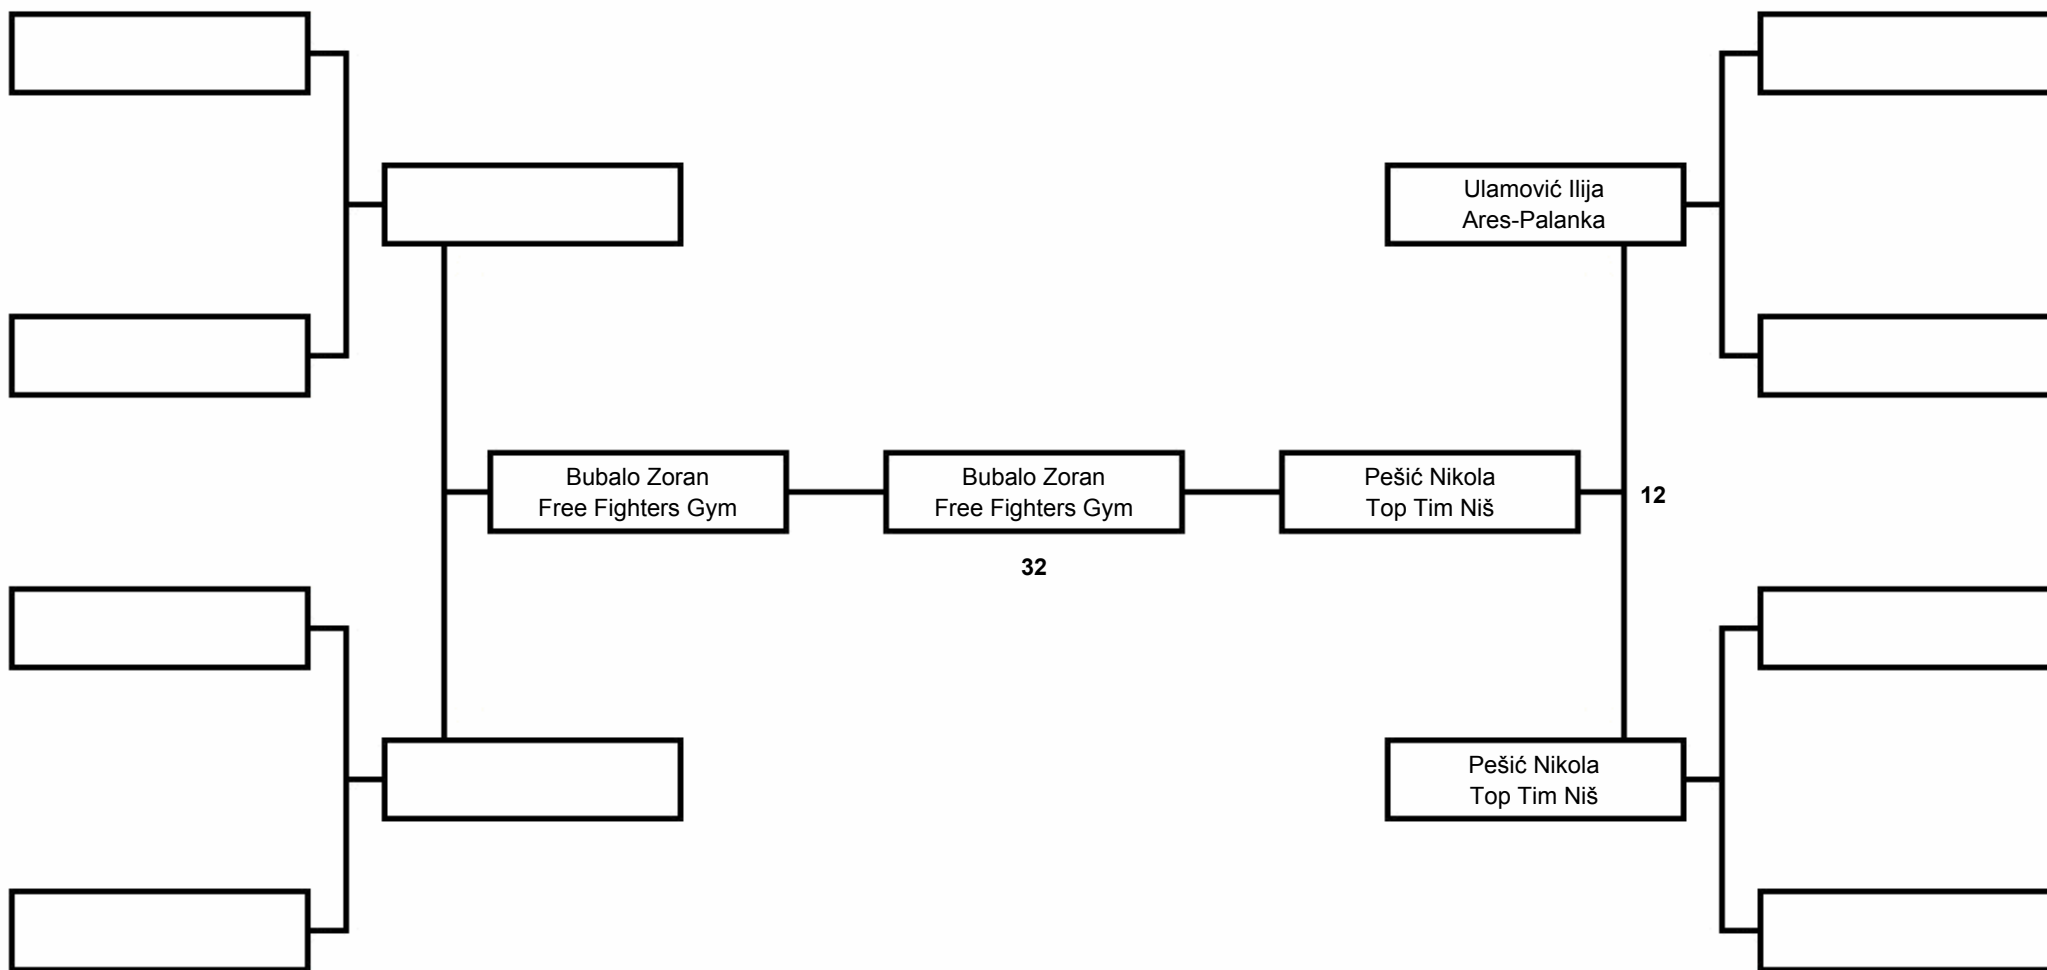 Ulamović Ilija
Ares-Palanka
Bubalo Zoran
Free Fighters Gym
Bubalo Zoran
Free Fighters Gym
Pešić Nikola
Top Tim Niš
12
32
Pešić Nikola
Top Tim Niš